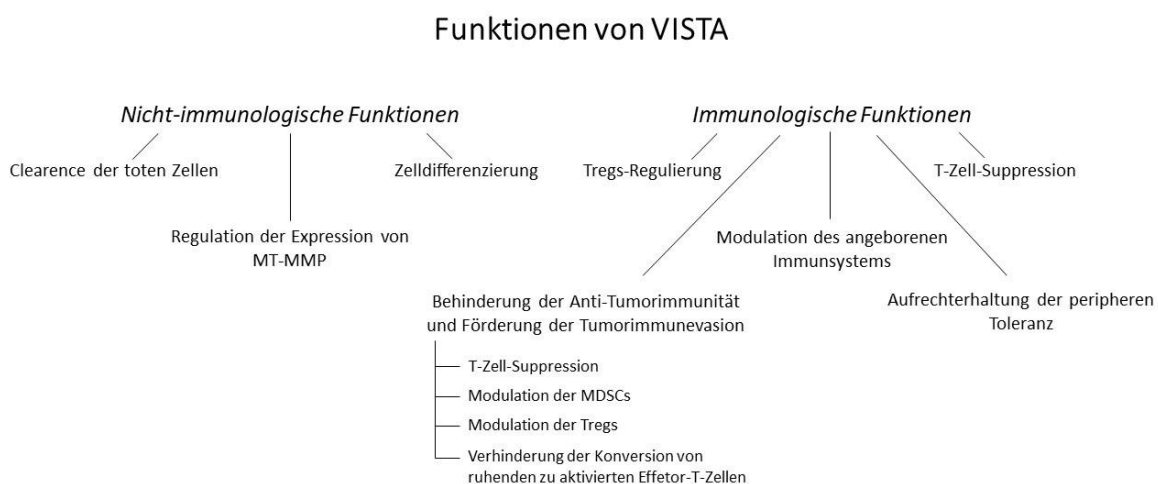 Funktionen von VISTA
Nicht-immunologische Funktionen
Clearence der toten Zellen
Zelldifferenzierung
Regulation der Expression von
MT-MMP
Immunologische Funktionen
Tregs-Regulierung
T-Zell-Suppression
Modulation des angeborenen
Immunsystems
Behinderung der Anti-Tumorimmunität
und Förderung der Tumorimmunevasion
T-Zell-Suppression
Modulation der MDSCs
Modulation der Tregs
Verhinderung der Konversion von
ruhenden zu aktivierten Effetor-T-Zellen
Aufrechterhaltung der peripheren
Toleranz